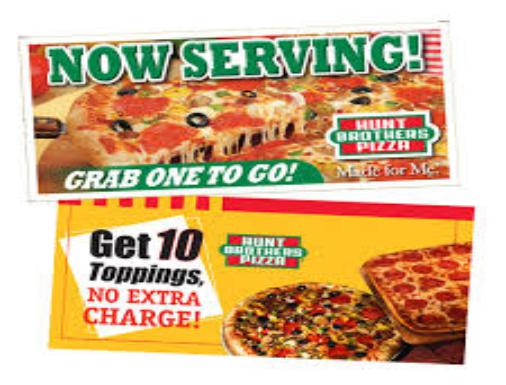 NOW SERVING!
HUNT
BROTHERS
PIZZA
GRAB ONE TO GO!
Made for Me.
Get 10
Toppings,
NO EXTRA
CHARGE!
HUNT
BROTHERS
PIZZA